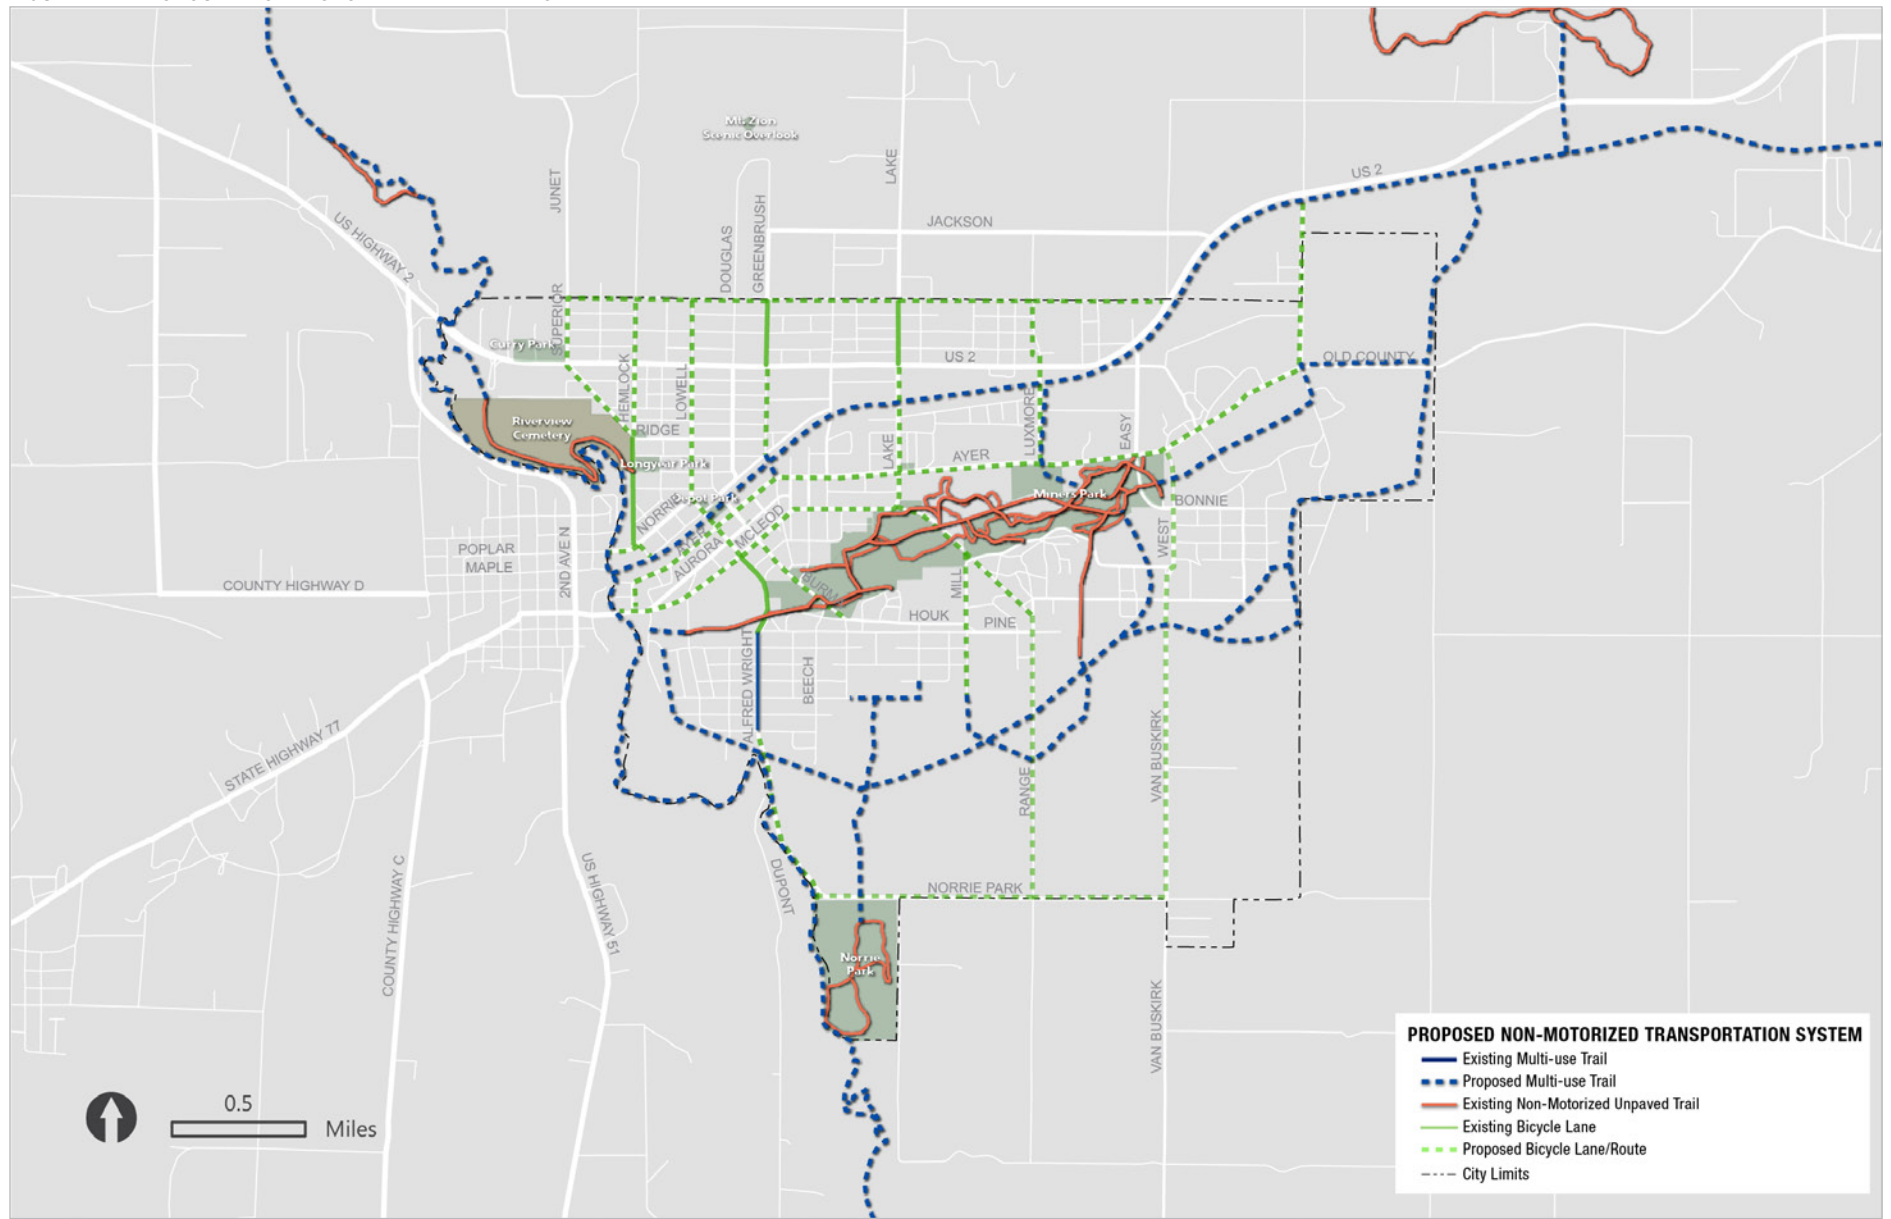 Mt. Zion
Scenic Overlook
JUNET
LAKE
US 2
US HIGHWAY 2
DOUGLAS
GREENBRUSH
JACKSON
SUPERIOR
Curry Park
US 2
OLD COUNTY
HEMLOCK
LOWELL
LUXMORE
EASY
Riverview
Cemetery
RIDGE
LAKE
AYER
Longyear Park
NORRIE
Depot Park
Miners Park
BONNIE
MCLEOD
AYER
AURORA
WEST
POPLAR
MAPLE
2ND AVE N
COUNTY HIGHWAY D
BURMA
MILL
HOUK
PINE
ALFRED WRIGHT
BEECH
STATE HIGHWAY 77
VAN BUSKIRK
RANGE
COUNTY HIGHWAY C
US HIGHWAY 51
DUPONT
NORRIE PARK
Norrie
Park
VAN BUSKIRK
0.5
Miles
PROPOSED NON-MOTORIZED TRANSPORTATION SYSTEM
Existing Multi-use Trail
Proposed Multi-use Trail
Existing Non-Motorized Unpaved Trail
Existing Bicycle Lane
Proposed Bicycle Lane/Route
City Limits